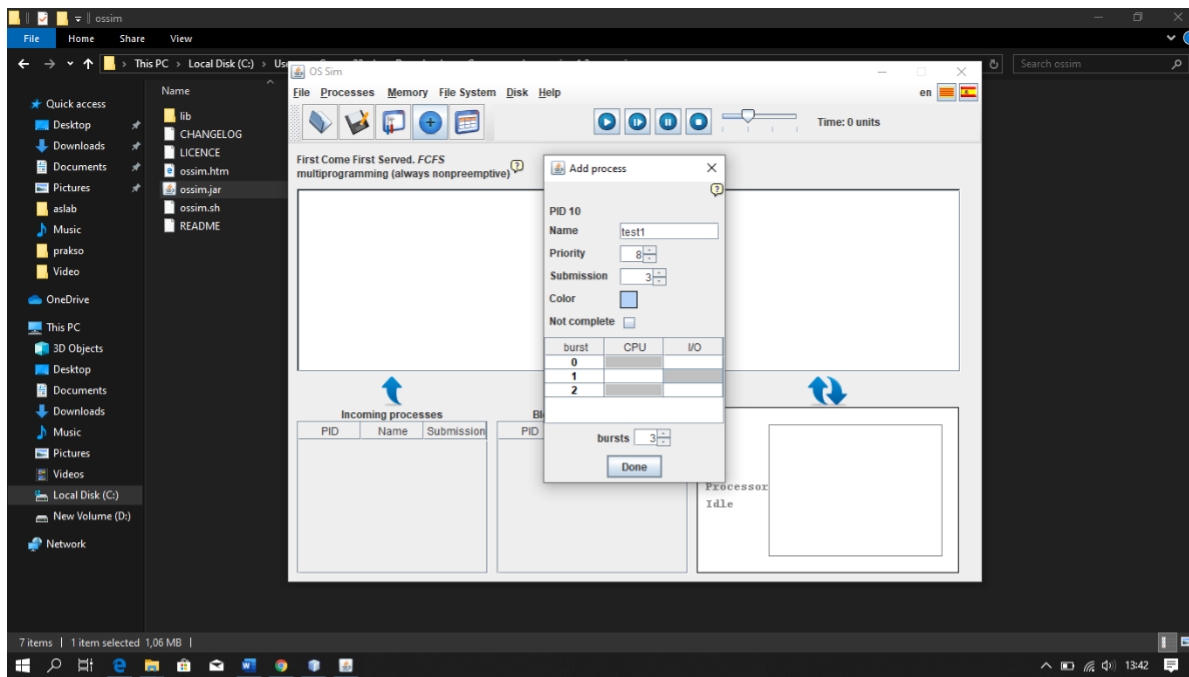 ossim
File Home Share View
This PC > Local Disk (C:) >
Search ossim
Quick access
Desktop
Downloads
Documents
Pictures
aslab
Music
prakso
Video
OneDrive
This PC
3D Objects
Desktop
Documents
Downloads
Music
Pictures
Videos
Local Disk (C:)
New Volume (D:)
Network
Name
lib
CHANGELOG
LICENCE
ossim.htm
ossim.jar
ossim.sh
README
OS Sim
File Processes Memory File System Disk Help
en
Time: 0 units
First Come First Served. FCFS
multiprogramming (always nonpreemptive)
Incoming processes
PID Name Submission
PID
Processor
Idle
Add process
PID 10
Name test1
Priority 8
Submission 3
Color
Not complete
burst CPU I/O
0
1
2
bursts 3
Done
7 items 1 item selected 1,06 MB
13:42